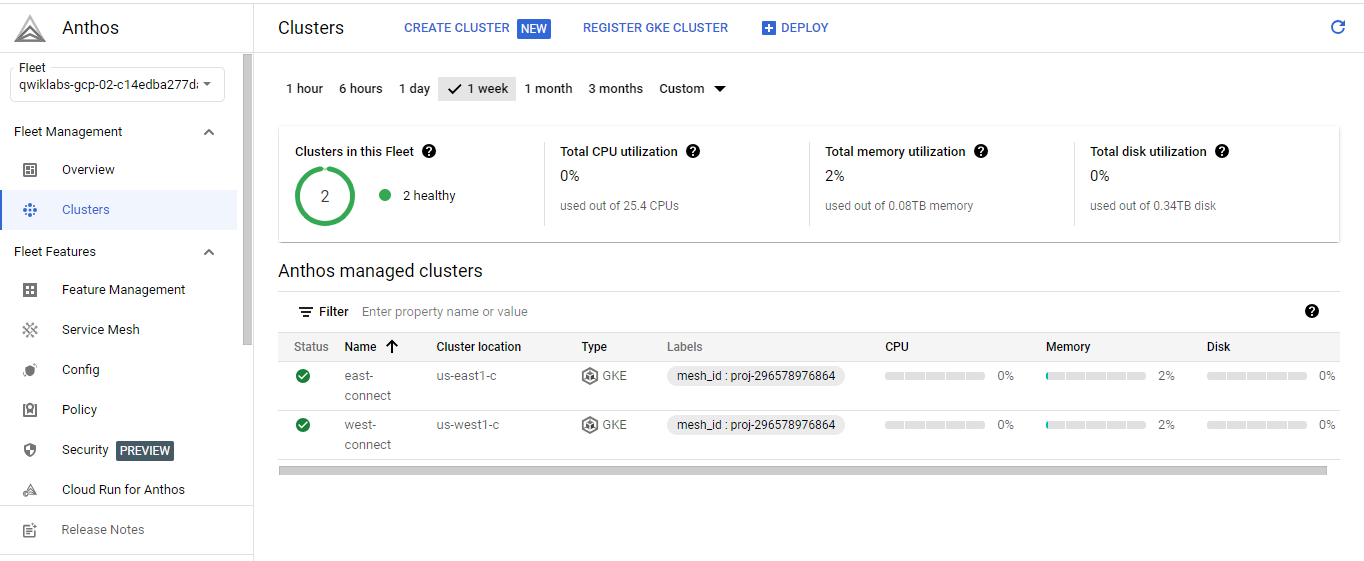 Anthos
Clusters
CREATE CLUSTER NEW
REGISTER GKE CLUSTER
DEPLOY
Fleet
qwiklabs-gcp-02-c14edba277d
Fleet Management
Overview
Clusters
Fleet Features
Feature Management
Service Mesh
Config
Policy
Security PREVIEW
Cloud Run for Anthos
Release Notes
1 hour 6 hours 1 day 1 week 1 month 3 months Custom
Clusters in this Fleet
2
2 healthy
Total CPU utilization
0%
used out of 25.4 CPUs
Total memory utilization
2%
used out of 0.08TB memory
Total disk utilization
0%
used out of 0.34TB disk
Anthos managed clusters
Filter Enter property name or value
Status Name Cluster location Type Labels CPU Memory Disk
east-
connect us-east1-c GKE mesh_id : proj-296578976864 0% 2% 0%
west-
connect us-west1-c GKE mesh_id : proj-296578976864 0% 2% 0%